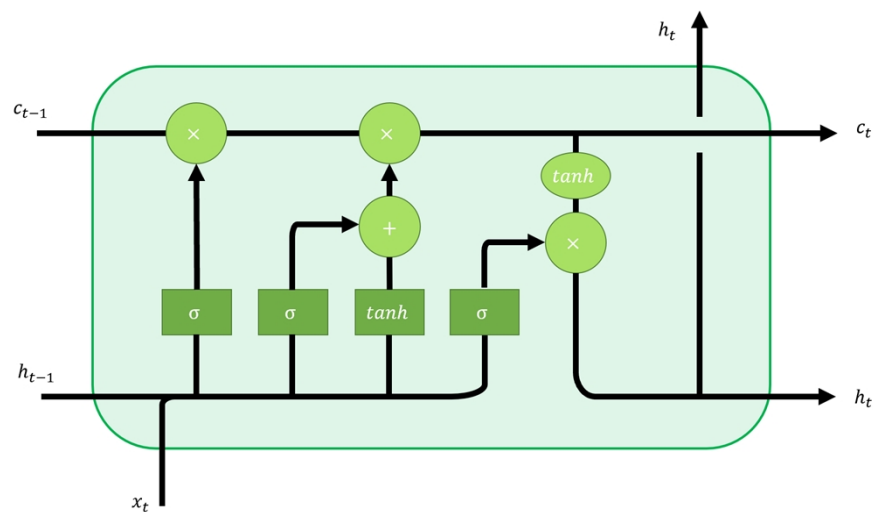 h_t
c_{t−1}
×
×
c_t
tanh
+
×
σ
σ
tanh
σ
h_{t−1}
h_t
x_t